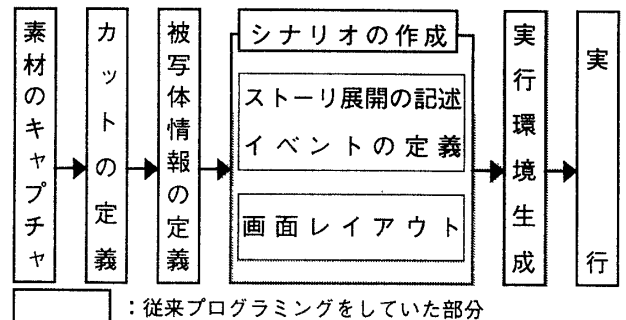 素材のキャプチャ
カットの定義
被写体情報の定義
シナリオの作成
ストーリ展開の記述
イベントの定義
画面レイアウト
実行環境生成
実行
：従来プログラミングをしていた部分